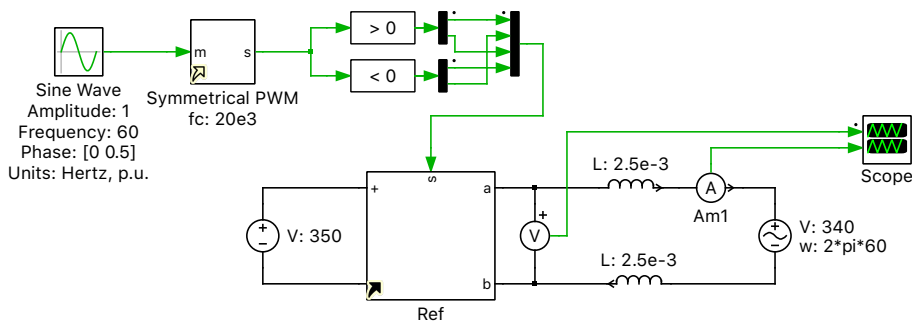 > 0
m
s
< 0
Sine Wave
Amplitude: 1
Frequency: 60
Phase: [0 0.5]
Units: Hertz, p.u.
Symmetrical PWM
fc: 20e3
L: 2.5e-3
A
Scope
s
+
a
Am1
+
V: 350
+
V
V: 340
w: 2*pi*60
L: 2.5e-3
b
Ref